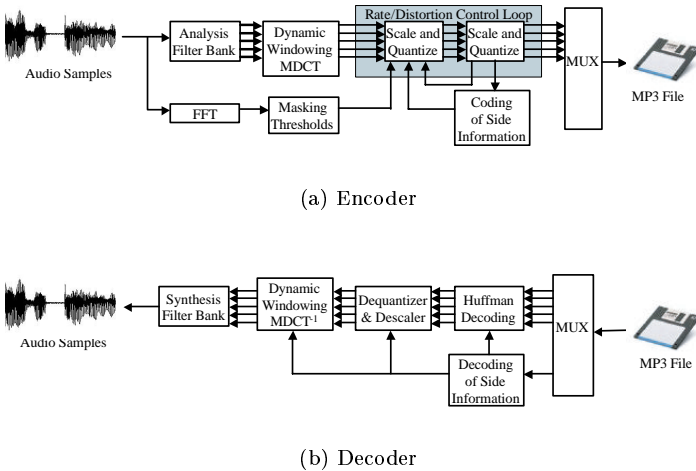 Rate/Distortion Control Loop
Analysis
Filter Bank
Dynamic
Windowing
MDCT
Scale and
Quantize
Scale and
Quantize
MUX
Audio Samples
MP3 File
FFT
Masking
Thresholds
Coding
of Side
Information
(a) Encoder
Synthesis
Filter Bank
Dynamic
Windowing
MDCT-1
Dequantizer
& Descaler
Huffman
Decoding
MUX
Audio Samples
MP3 File
Decoding
of Side
Information
(b) Decoder